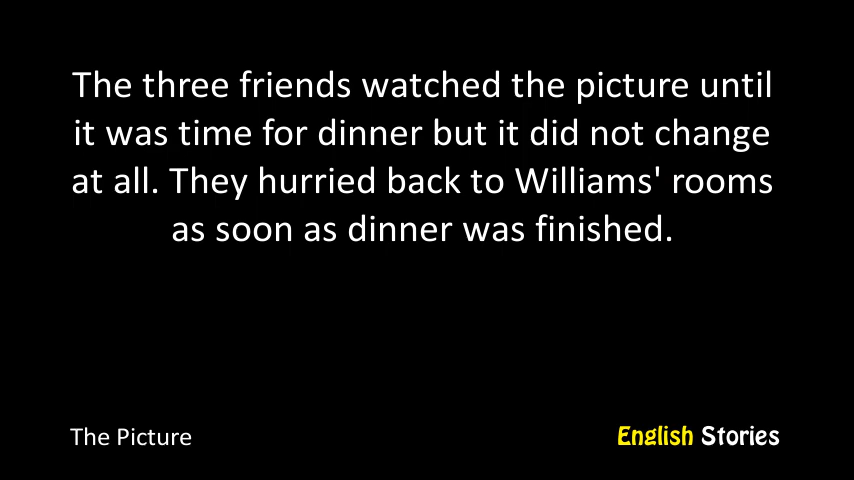 The three friends watched the picture until
it was time for dinner but it did not change
at all. They hurried back to Williams' rooms
as soon as dinner was finished.
The Picture
English Stories